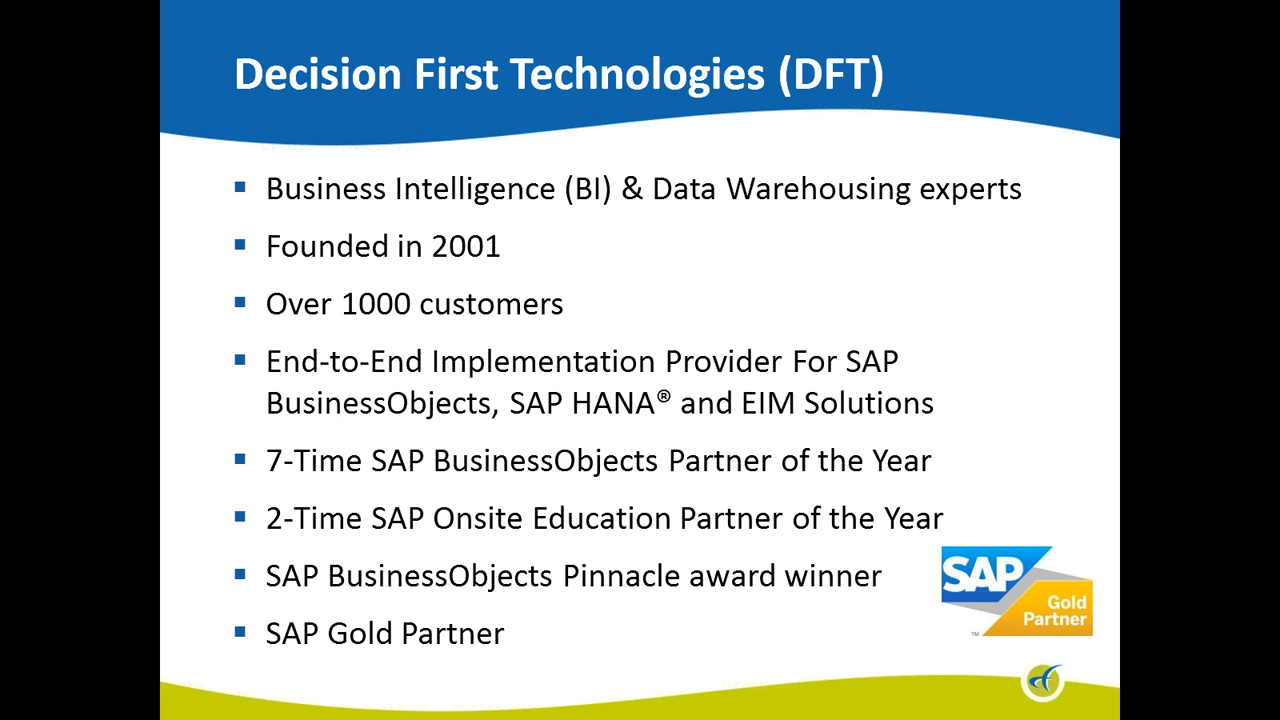 Decision First Technologies (DFT)
▪ Business Intelligence (BI) & Data Warehousing experts
▪ Founded in 2001
▪ Over 1000 customers
▪ End-to-End Implementation Provider For SAP
BusinessObjects, SAP HANA® and EIM Solutions
▪ 7-Time SAP BusinessObjects Partner of the Year
▪ 2-Time SAP Onsite Education Partner of the Year
▪ SAP BusinessObjects Pinnacle award winner
▪ SAP Gold Partner
SAP
Gold
Partner
™